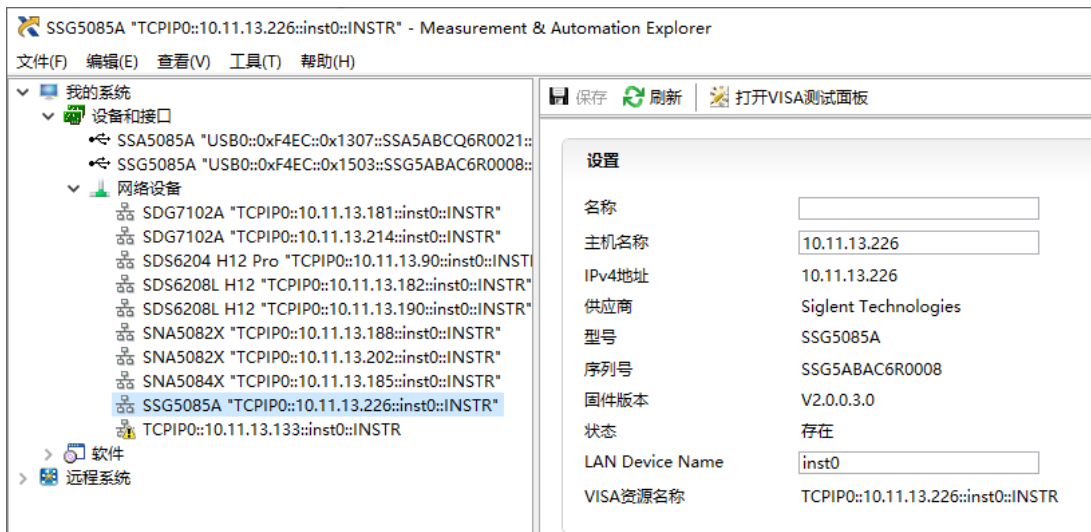 SSG5085A "TCPIP0::10.11.13.226::inst0::INSTR" - Measurement & Automation Explorer
文件(F) 编辑(E) 查看(V) 工具(T) 帮助(H)
我的系统
设备和接口
SSA5085A "USB0::0xF4EC::0x1307::SSA5ABCQ6R0021::
SSG5085A "USB0::0xF4EC::0x1503::SSG5ABAC6R0008::
网络设备
SDG7102A "TCPIP0::10.11.13.181::inst0::INSTR"
SDG7102A "TCPIP0::10.11.13.214::inst0::INSTR"
SDS6204 H12 Pro "TCPIP0::10.11.13.90::inst0::INSTI
SDS6208L H12 "TCPIP0::10.11.13.182::inst0::INSTR"
SDS6208L H12 "TCPIP0::10.11.13.190::inst0::INSTR"
SNA5082X "TCPIP0::10.11.13.188::inst0::INSTR"
SNA5082X "TCPIP0::10.11.13.202::inst0::INSTR"
SNA5084X "TCPIP0::10.11.13.185::inst0::INSTR"
SSG5085A "TCPIP0::10.11.13.226::inst0::INSTR"
TCPIP0::10.11.13.133::inst0::INSTR
软件
远程系统
保存 刷新 打开VISA测试面板
设置
名称
主机名称 10.11.13.226
IPv4地址 10.11.13.226
供应商 Siglent Technologies
型号 SSG5085A
序列号 SSG5ABAC6R0008
固件版本 V2.0.0.3.0
状态 存在
LAN Device Name inst0
VISA资源名称 TCPIP0::10.11.13.226::inst0::INSTR